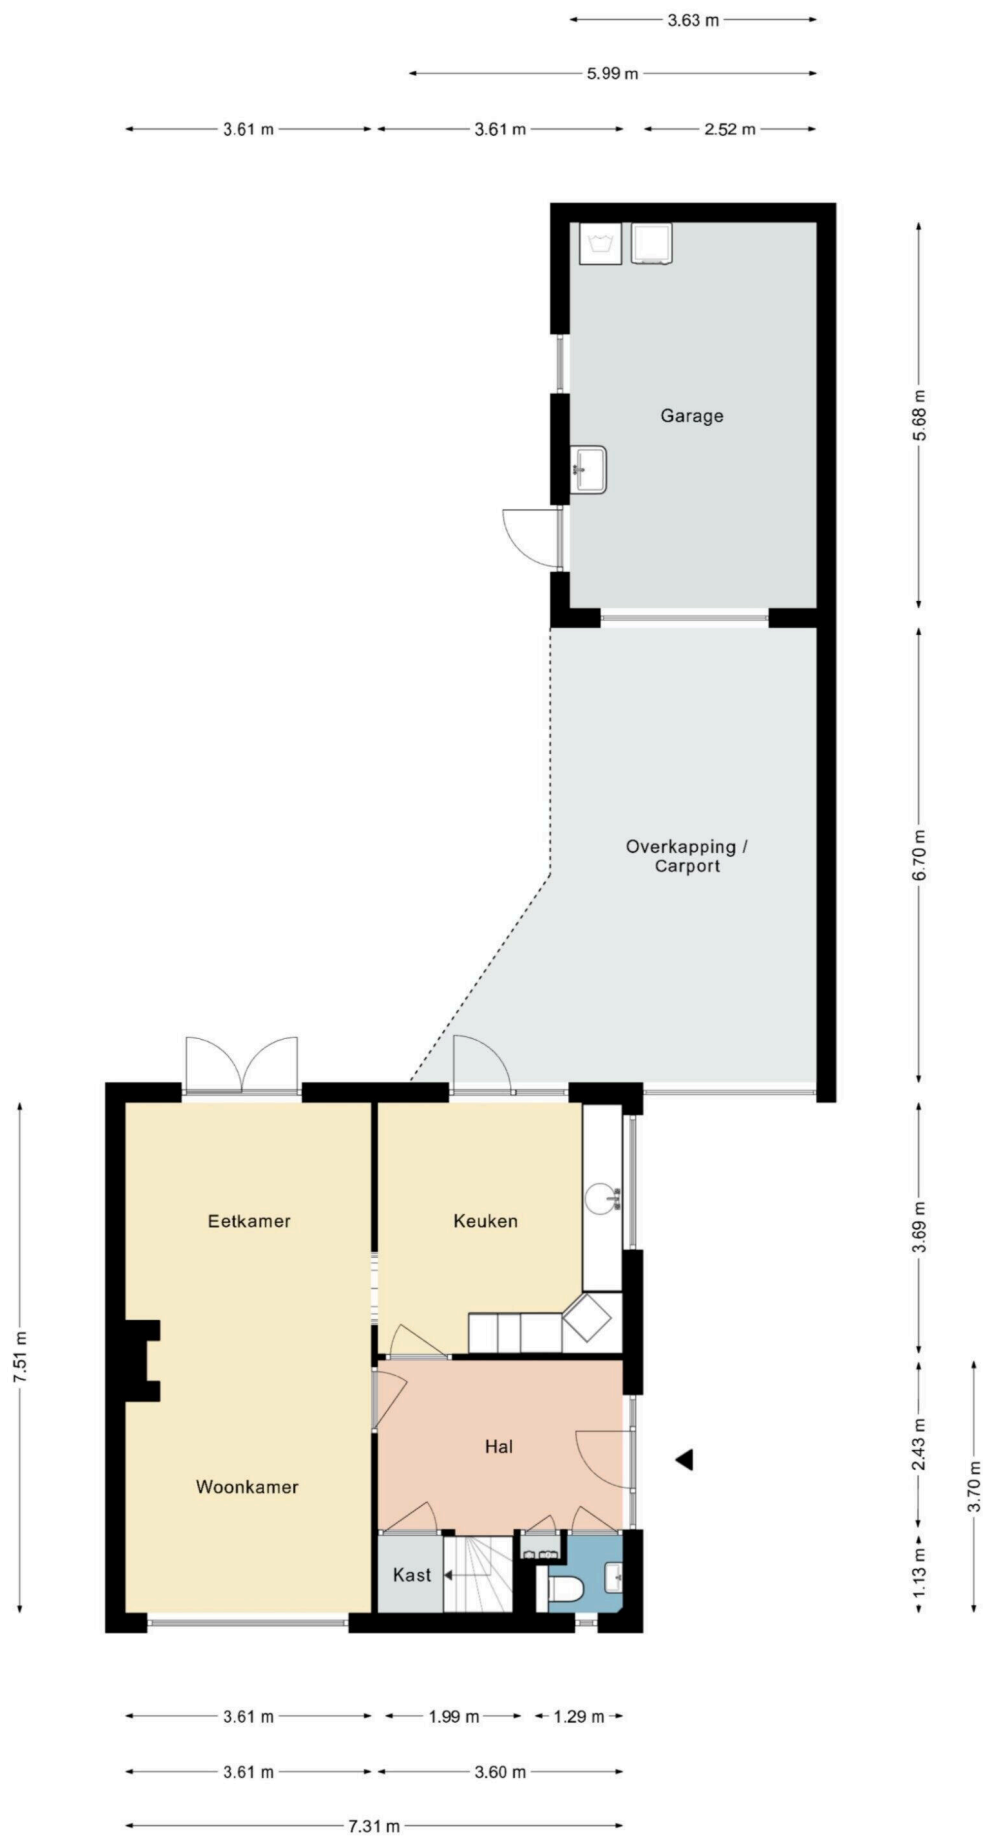 3.63 m
5.99 m
3.61 m
3.61 m
2.52 m
Garage
5.68 m
Overkapping /
Carport
6.70 m
Eetkamer
Keuken
3.69 m
7.51 m
Hal
2.43 m
3.70 m
Woonkamer
Kast
1.13 m
3.61 m
1.99 m
1.29 m
3.61 m
3.60 m
7.31 m